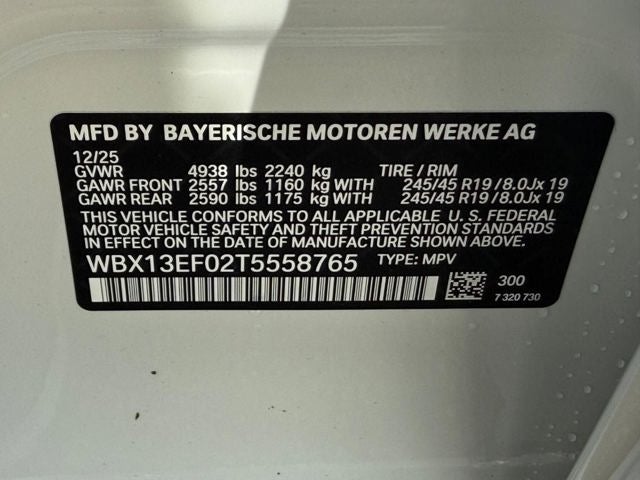 MFD BY BAYERISCHE MOTOREN WERKE AG
12/25
GVWR 4938 lbs 2240 kg TIRE / RIM
GAWR FRONT 2557 lbs 1160 kg WITH 245/45 R19 / 8.0Jx 19
GAWR REAR 2590 lbs 1175 kg WITH 245/45 R19 / 8.0Jx 19
THIS VEHICLE CONFORMS TO ALL APPLICABLE U. S. FEDERAL
MOTOR VEHICLE SAFETY AND THEFT PREVENTION STANDARDS
IN EFFECT ON THE DATE OF MANUFACTURE SHOWN ABOVE.
WBX13EF02T5558765 TYPE: MPV
300
7 320 730